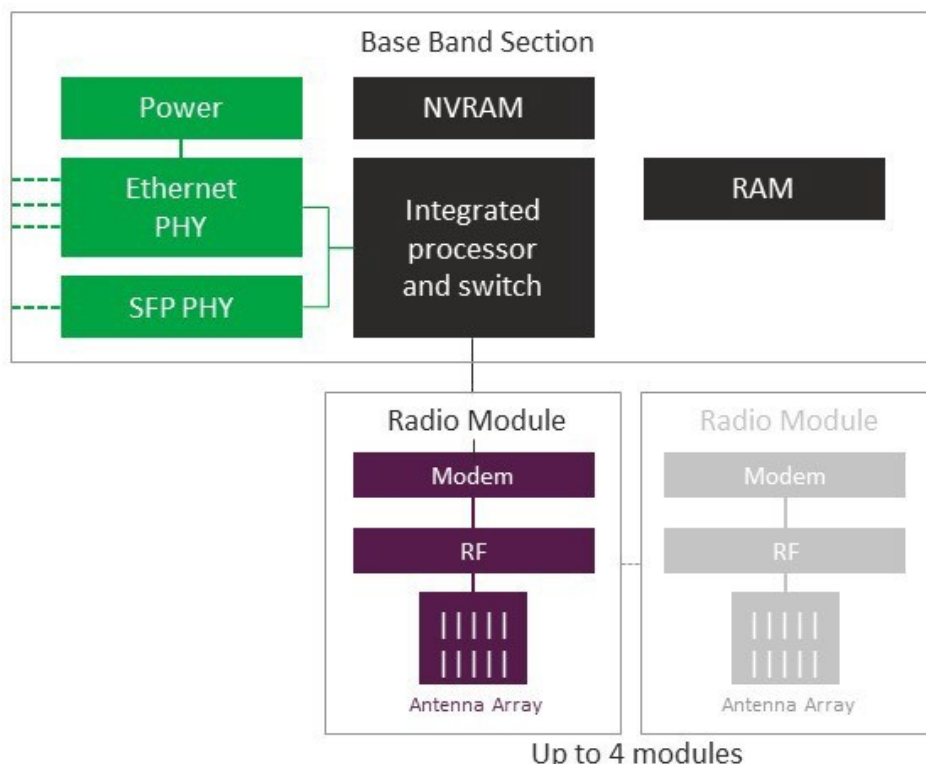 Base Band Section
Power
NVRAM
Ethernet
PHY
Integrated
processor
and switch
RAM
SFP PHY
Radio Module
Radio Module
Modem
Modem
RF
RF
Antenna Array
Antenna Array
Up to 4 modules